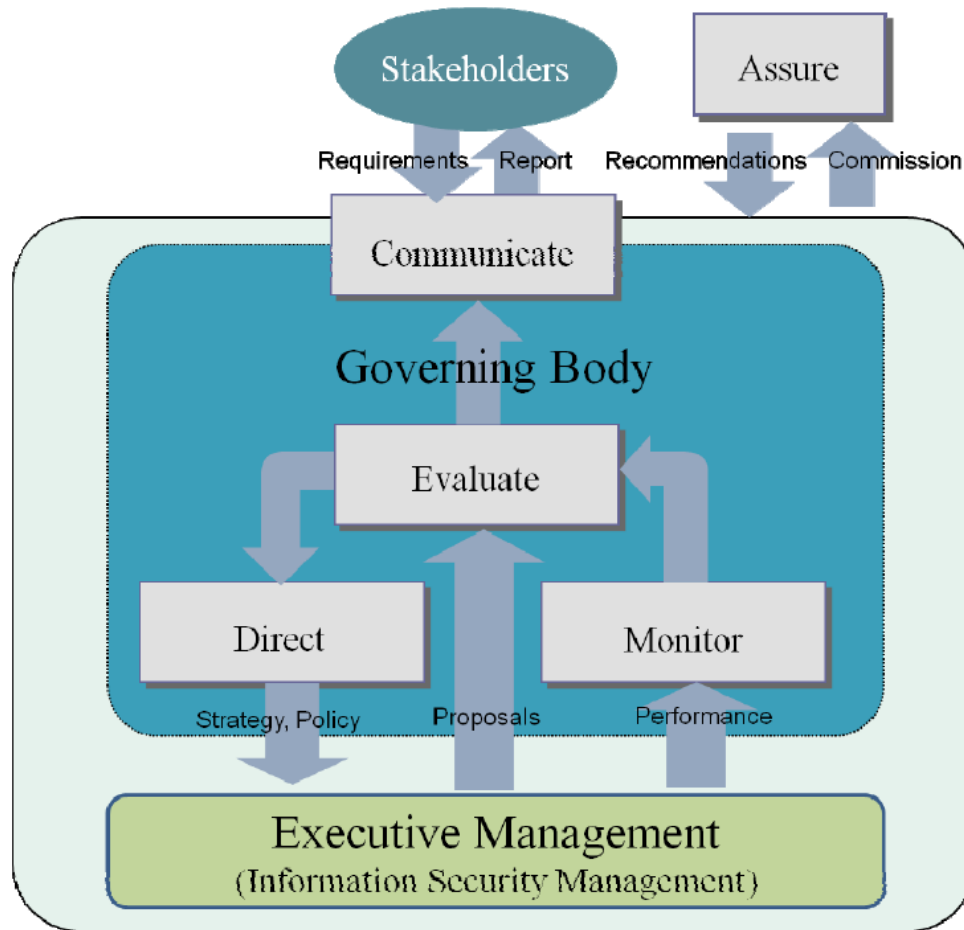 Stakeholders
Assure
Requirements
Report
Recommendations
Commission
Communicate
Governing Body
Evaluate
Direct
Monitor
Strategy, Policy
Proposals
Performance
Executive Management
(Information Security Management)